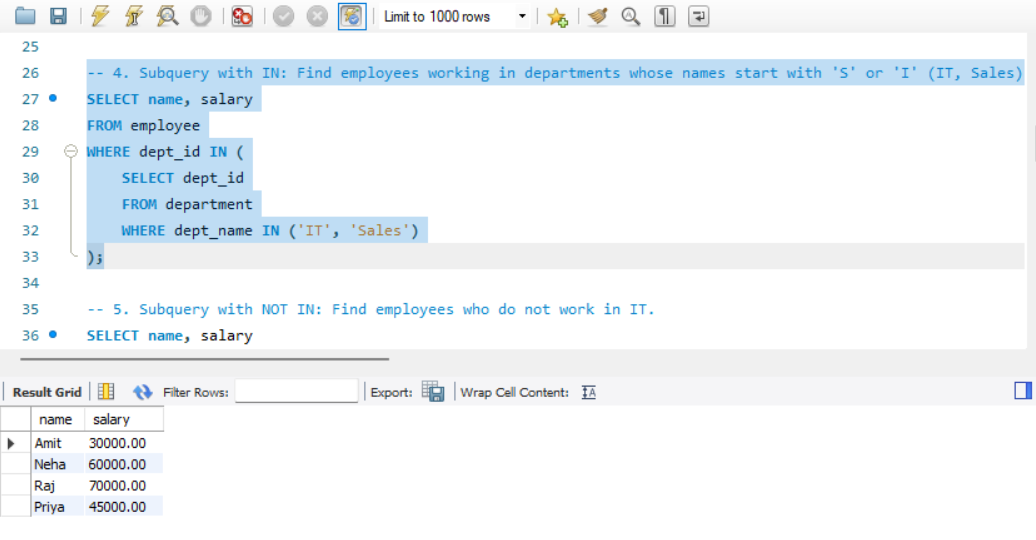 Limit to 1000 rows
25
26 -- 4. Subquery with IN: Find employees working in departments whose names start with 'S' or 'I' (IT, Sales)
27 SELECT name, salary
28 FROM employee
29 WHERE dept_id IN (
30 SELECT dept_id
31 FROM department
32 WHERE dept_name IN ('IT', 'Sales')
33 );
34
35 -- 5. Subquery with NOT IN: Find employees who do not work in IT.
36 SELECT name, salary
Result Grid Filter Rows: Export: Wrap Cell Content: IA
name salary
Amit 30000.00
Neha 60000.00
Raj 70000.00
Priya 45000.00